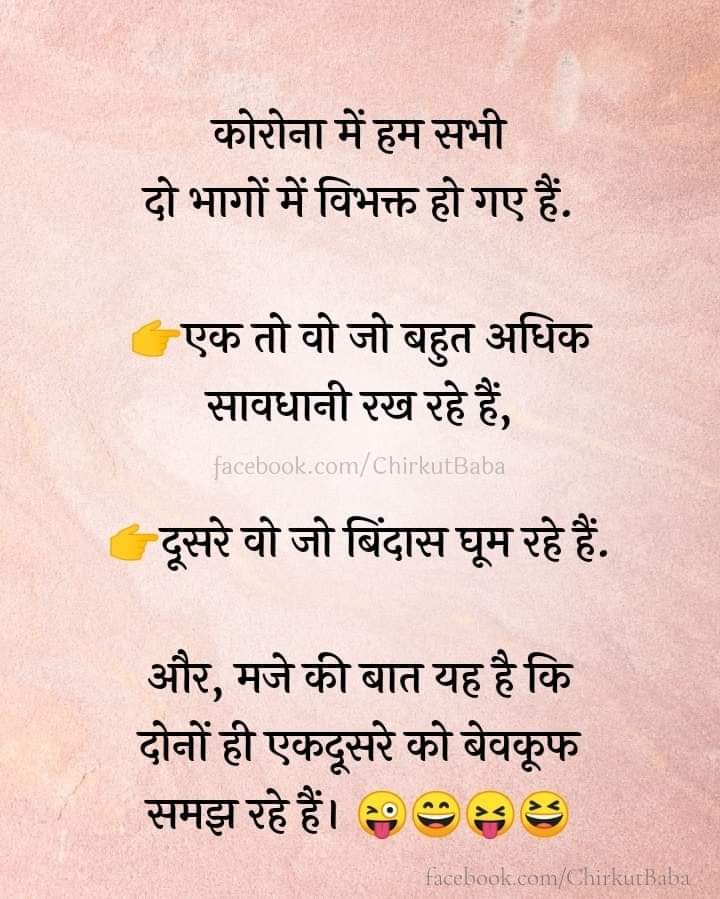 कोरोना में हम सभी
दो भागों में विभक्त हो गए हैं.
👉एक तो वो जो बहुत अधिक
सावधानी रख रहे हैं,
facebook.com/ChirkutBaba
👉दूसरे वो जो बिंदास घूम रहे हैं.
और, मजे की बात यह है कि
दोनों ही एकदूसरे को बेवकूफ
समझ रहे हैं। 😜😄😝😆
facebook.com/ChirkutBaba